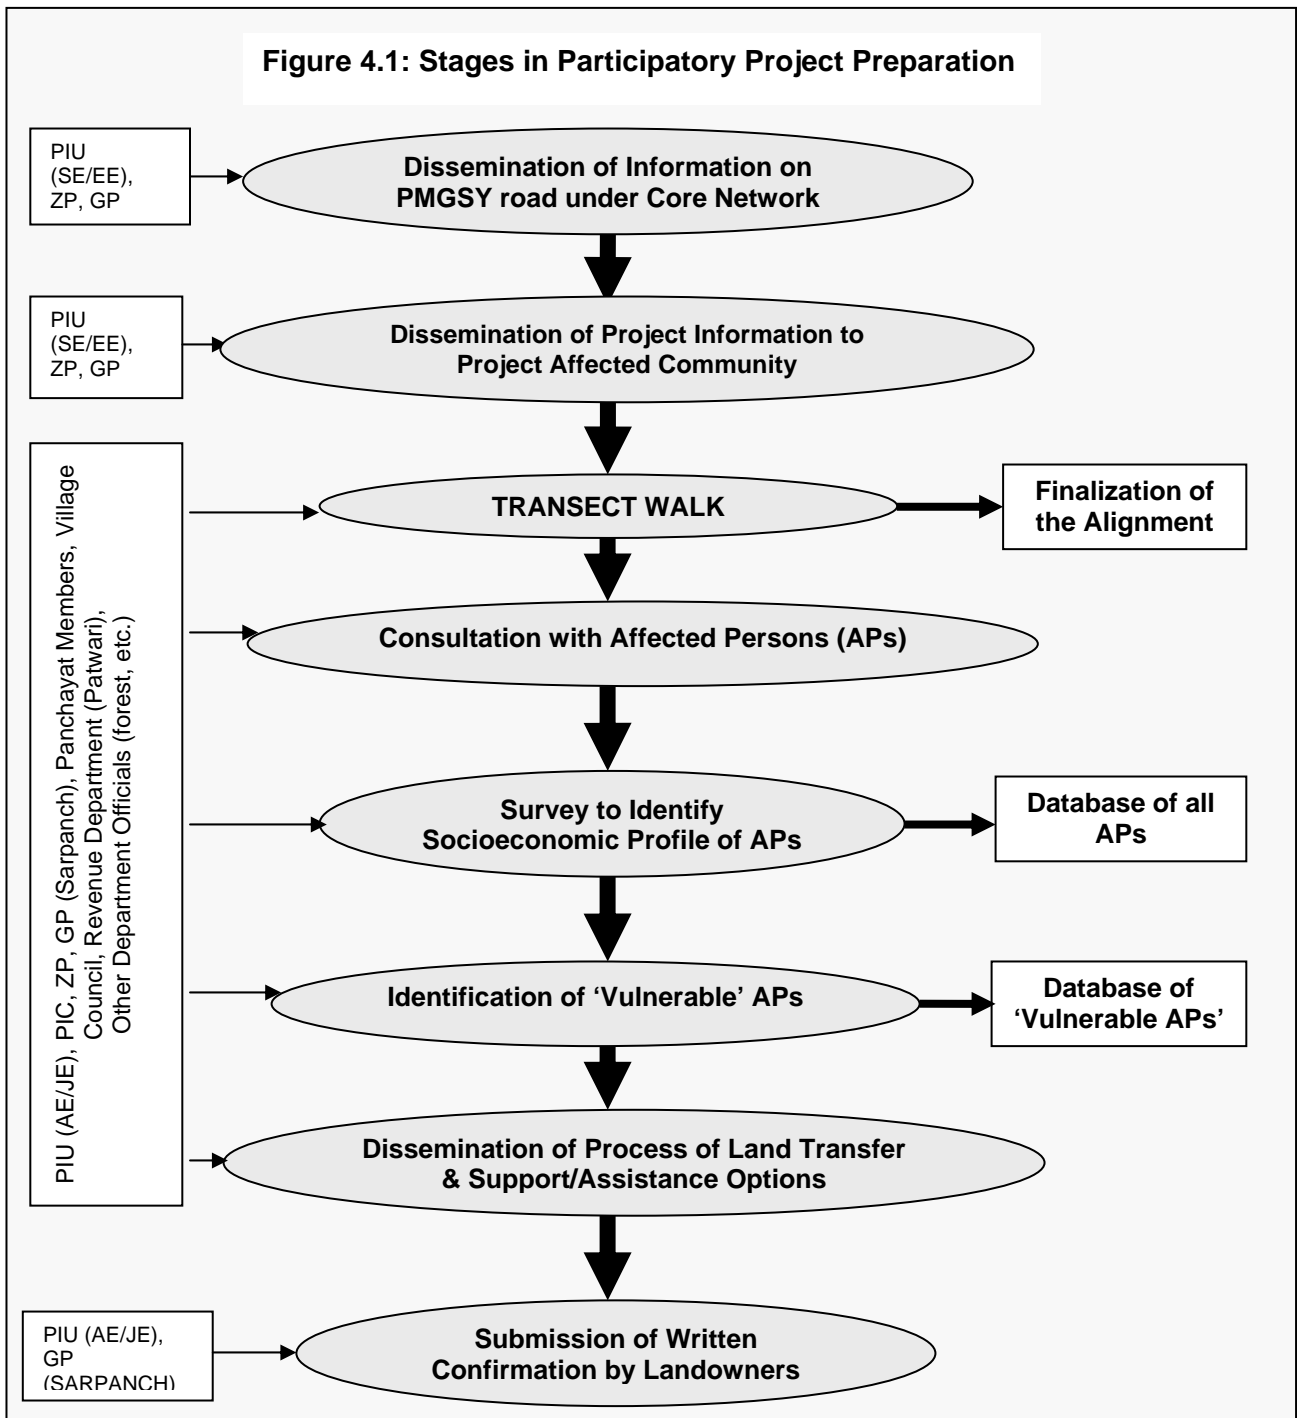 Figure 4.1: Stages in Participatory Project Preparation
PIU
(SE/EE),
ZP, GP
Dissemination of Information on
PMGSY road under Core Network
PIU
(SE/EE),
ZP, GP
Dissemination of Project Information to
Project Affected Community
PIU (AE/JE), PIC, ZP, GP (Sarpanch), Panchayat Members, Village
Council, Revenue Department (Patwari),
Other Department Officials (forest, etc.)
TRANSECT WALK
Finalization of
the Alignment
Consultation with Affected Persons (APs)
Survey to Identify
Socioeconomic Profile of APs
Database of all
APs
Identification of ‘Vulnerable’ APs
Database of
‘Vulnerable APs’
Dissemination of Process of Land Transfer
& Support/Assistance Options
PIU (AE/JE),
GP
(SARPANCH)
Submission of Written
Confirmation by Landowners